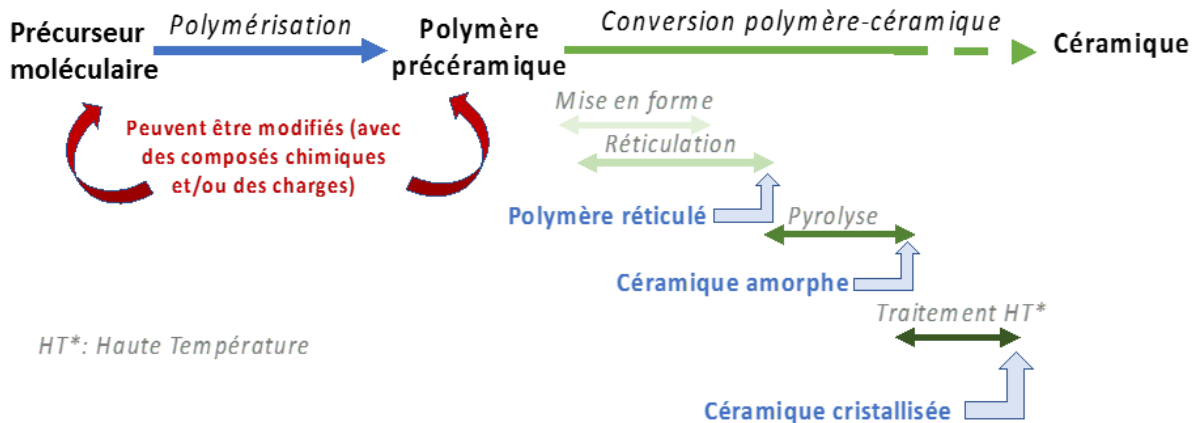 Précurseur
moléculaire
Polymérisation
Polymère
précéramique
Conversion polymère-céramique
Céramique
Peuvent être modifiés (avec
des composés chimiques
et/ou des charges)
Mise en forme
Réticulation
Polymère réticulé
Pyrolyse
Céramique amorphe
Traitement HT*
HT*: Haute Température
Céramique cristallisée